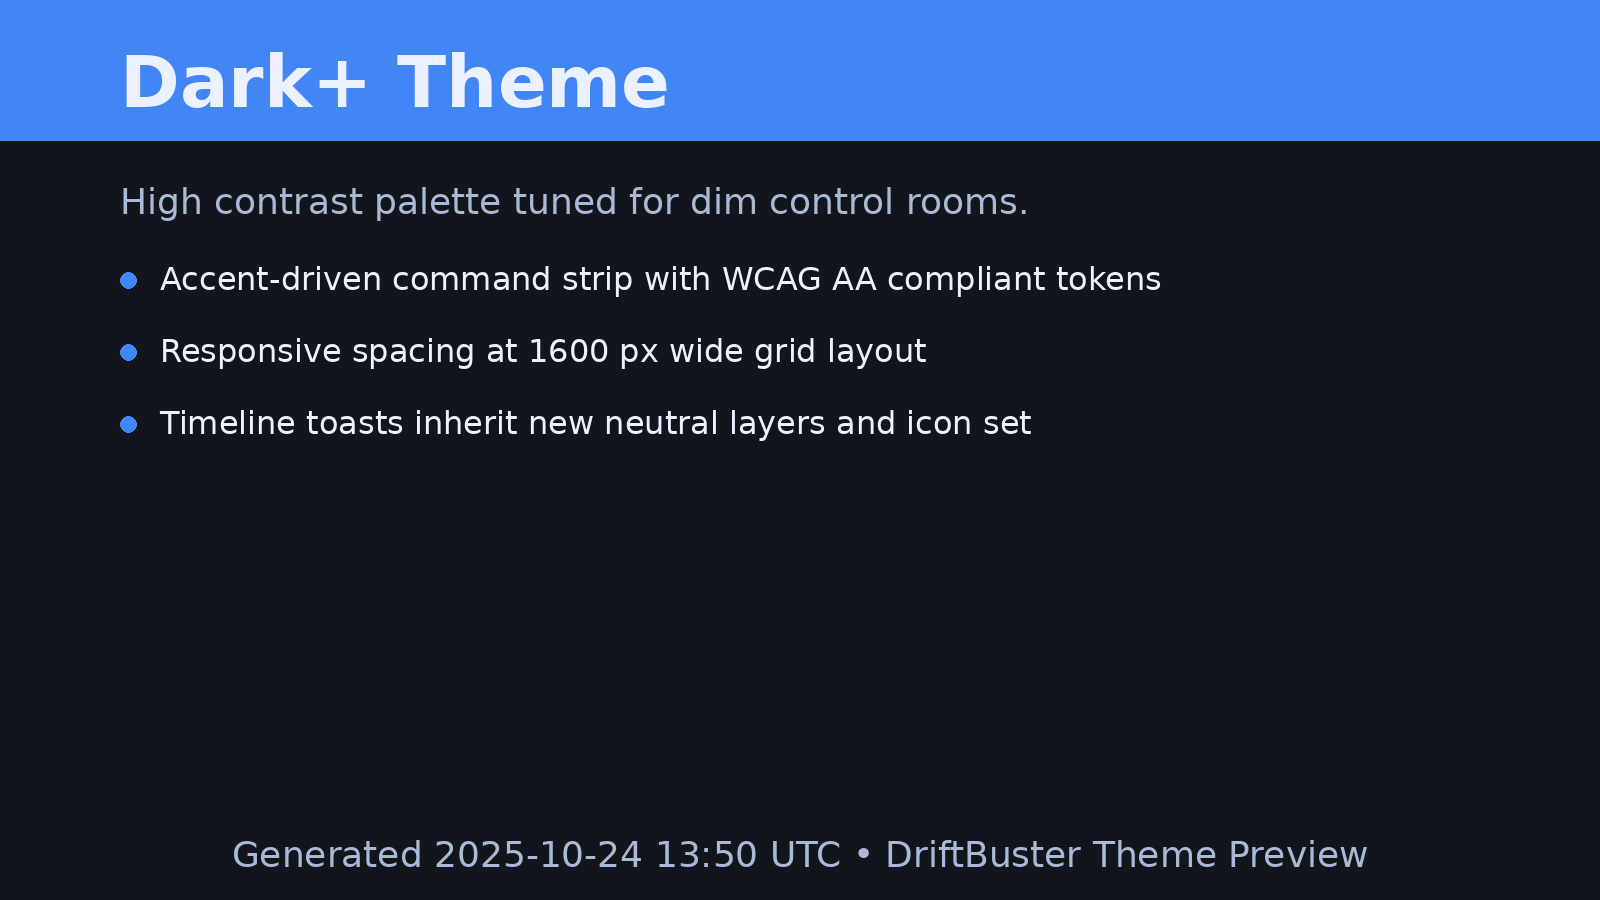 Dark+ Theme
High contrast palette tuned for dim control rooms.
Accent-driven command strip with WCAG AA compliant tokens
Responsive spacing at 1600 px wide grid layout
Timeline toasts inherit new neutral layers and icon set
Generated 2025-10-24 13:50 UTC • DriftBuster Theme Preview